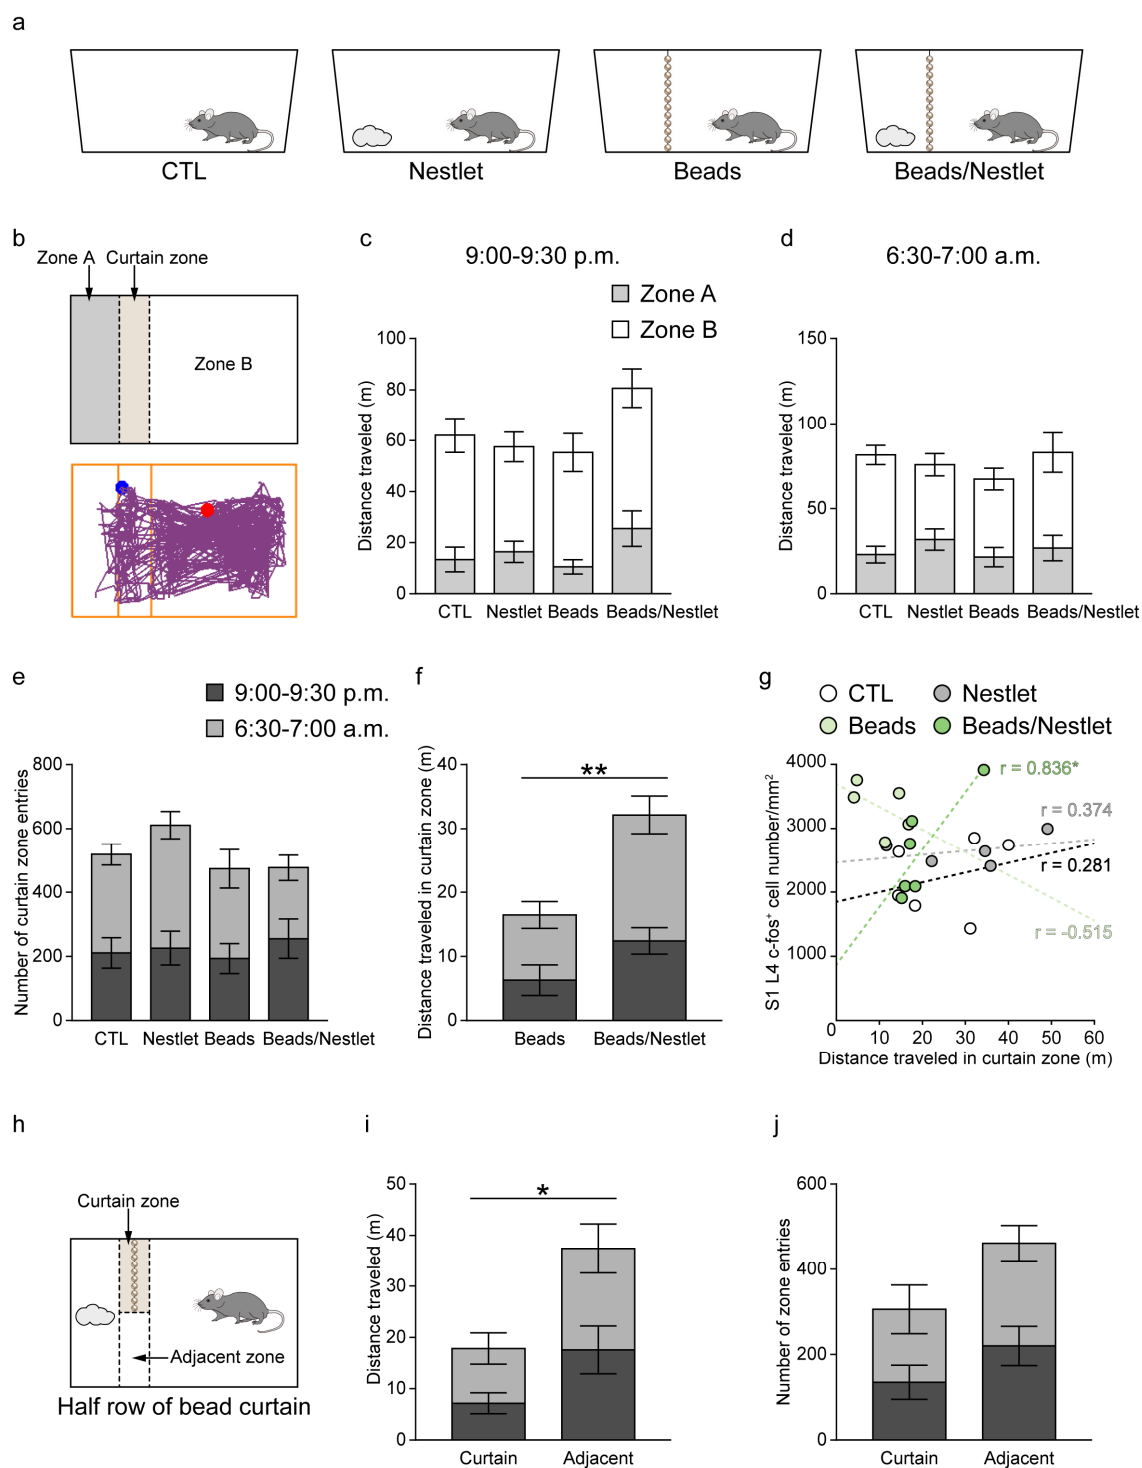 a
CTL
Nestlet
Beads
Beads/Nestlet
b
Zone A
Curtain zone
Zone B
c
9:00-9:30 p.m.
Zone A
Zone B
Distance traveled (m)
100
80
60
40
20
0
CTL
Nestlet
Beads
Beads/Nestlet
d
6:30-7:00 a.m.
Distance traveled (m)
150
100
50
0
CTL
Nestlet
Beads
Beads/Nestlet
e
9:00-9:30 p.m.
6:30-7:00 a.m.
Number of curtain zone entries
800
600
400
200
0
CTL
Nestlet
Beads
Beads/Nestlet
f
Distance traveled in curtain zone (m)
40
30
20
10
0
**
Beads
Beads/Nestlet
g
CTL
Nestlet
Beads
Beads/Nestlet
S1 L4 c-fos⁺ cell number/mm²
4000
3000
2000
1000
r = 0.836*
r = 0.374
r = 0.281
r = -0.515
0
10
20
30
40
50
60
Distance traveled in curtain zone (m)
h
Curtain zone
Adjacent zone
Half row of bead curtain
i
Distance traveled (m)
50
40
30
20
10
0
*
Curtain
Adjacent
j
Number of zone entries
600
400
200
0
Curtain
Adjacent